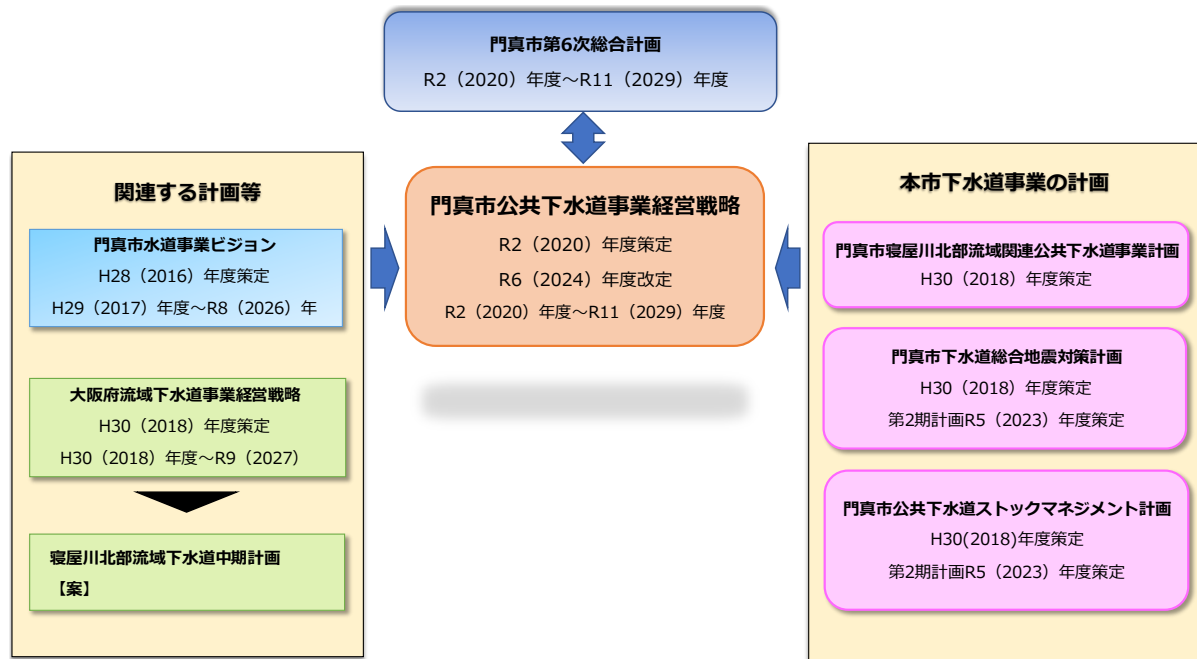 門真市第6次総合計画
R2（2020）年度～R11（2029）年度
関連する計画等
門真市水道事業ビジョン
H28（2016）年度策定
H29（2017）年度～R8（2026）年
大阪府流域下水道事業経営戦略
H30（2018）年度策定
H30（2018）年度～R9（2027）
寝屋川北部流域下水道中期計画
【案】
門真市公共下水道事業経営戦略
R2（2020）年度策定
R6（2024）年度改定
R2（2020）年度～R11（2029）年度
本市下水道事業の計画
門真市寝屋川北部流域関連公共下水道事業計画
H30（2018）年度策定
門真市下水道総合地震対策計画
H30（2018）年度策定
第2期計画R5（2023）年度策定
門真市公共下水道ストックマネジメント計画
H30(2018)年度策定
第2期計画R5（2023）年度策定